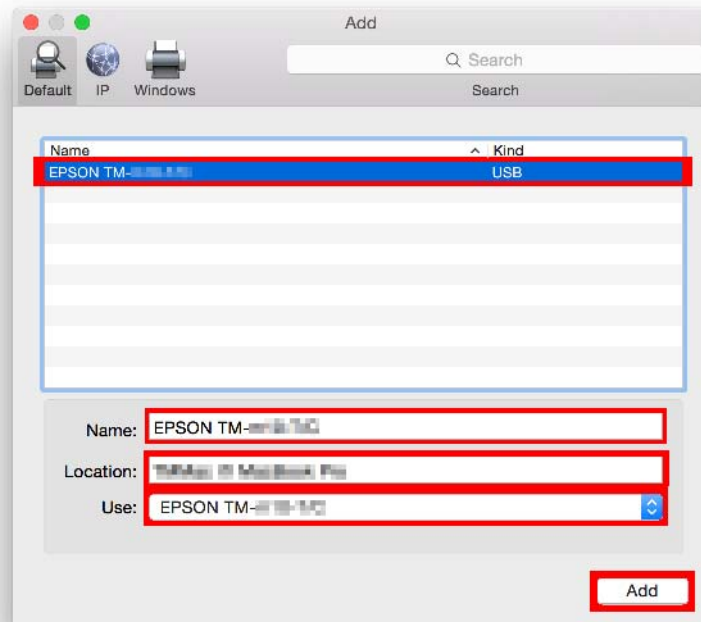 Add
Search
Default IP Windows Search
Name Kind
EPSON TM- USB
Name: EPSON TM-
Location:
Use: EPSON TM-
Add